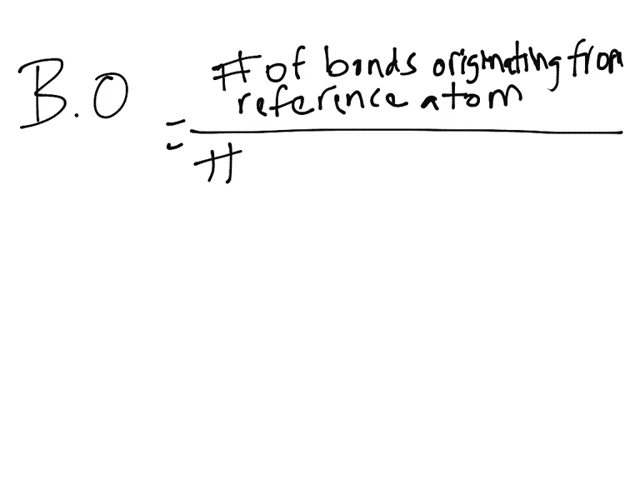 # of bonds originating from
B.O reference atom
=
#